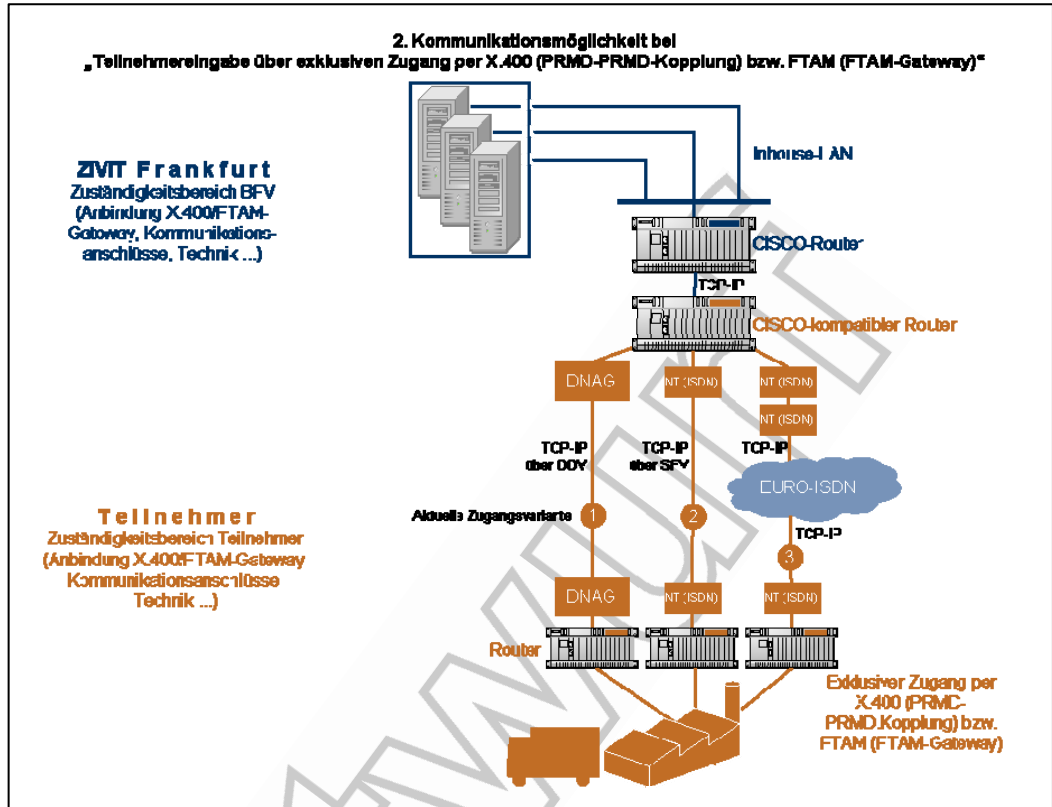 2. Kommunikationsmöglichkeit bei
„Teilnehmereingabe über exklusiven Zugang per X.400 (PRMD-PRMD-Kopplung) bzw. FTAM (FTAM-Gateway)“
Inhouse-LAN
ZIVIT Frankfurt
Zuständigkeitsbereich BFV
(Anbindung X.400/FTAM-
Gateway, Kommunikations-
anschlüsse, Technik ...)
CISCO-Router
TCP-IP
CISCO-kompatibler Router
DNAG
NT (ISDN)
NT (ISDN)
NT (ISDN)
TCP-IP
über DDV
TCP-IP
über SFV
TCP-IP
EURO-ISDN
Teilnehmer
Zuständigkeitsbereich Teilnehmer
(Anbindung X.400/FTAM-Gateway
Kommunikationsanschlüsse
Technik ...)
Aktuelle Zugangsvariante
1
2
TCP-IP
3
DNAG
NT (ISDN)
NT (ISDN)
Router
Exklusiver Zugang per
X.400 (PRMD-
PRMD.Kopplung) bzw.
FTAM (FTAM-Gateway)